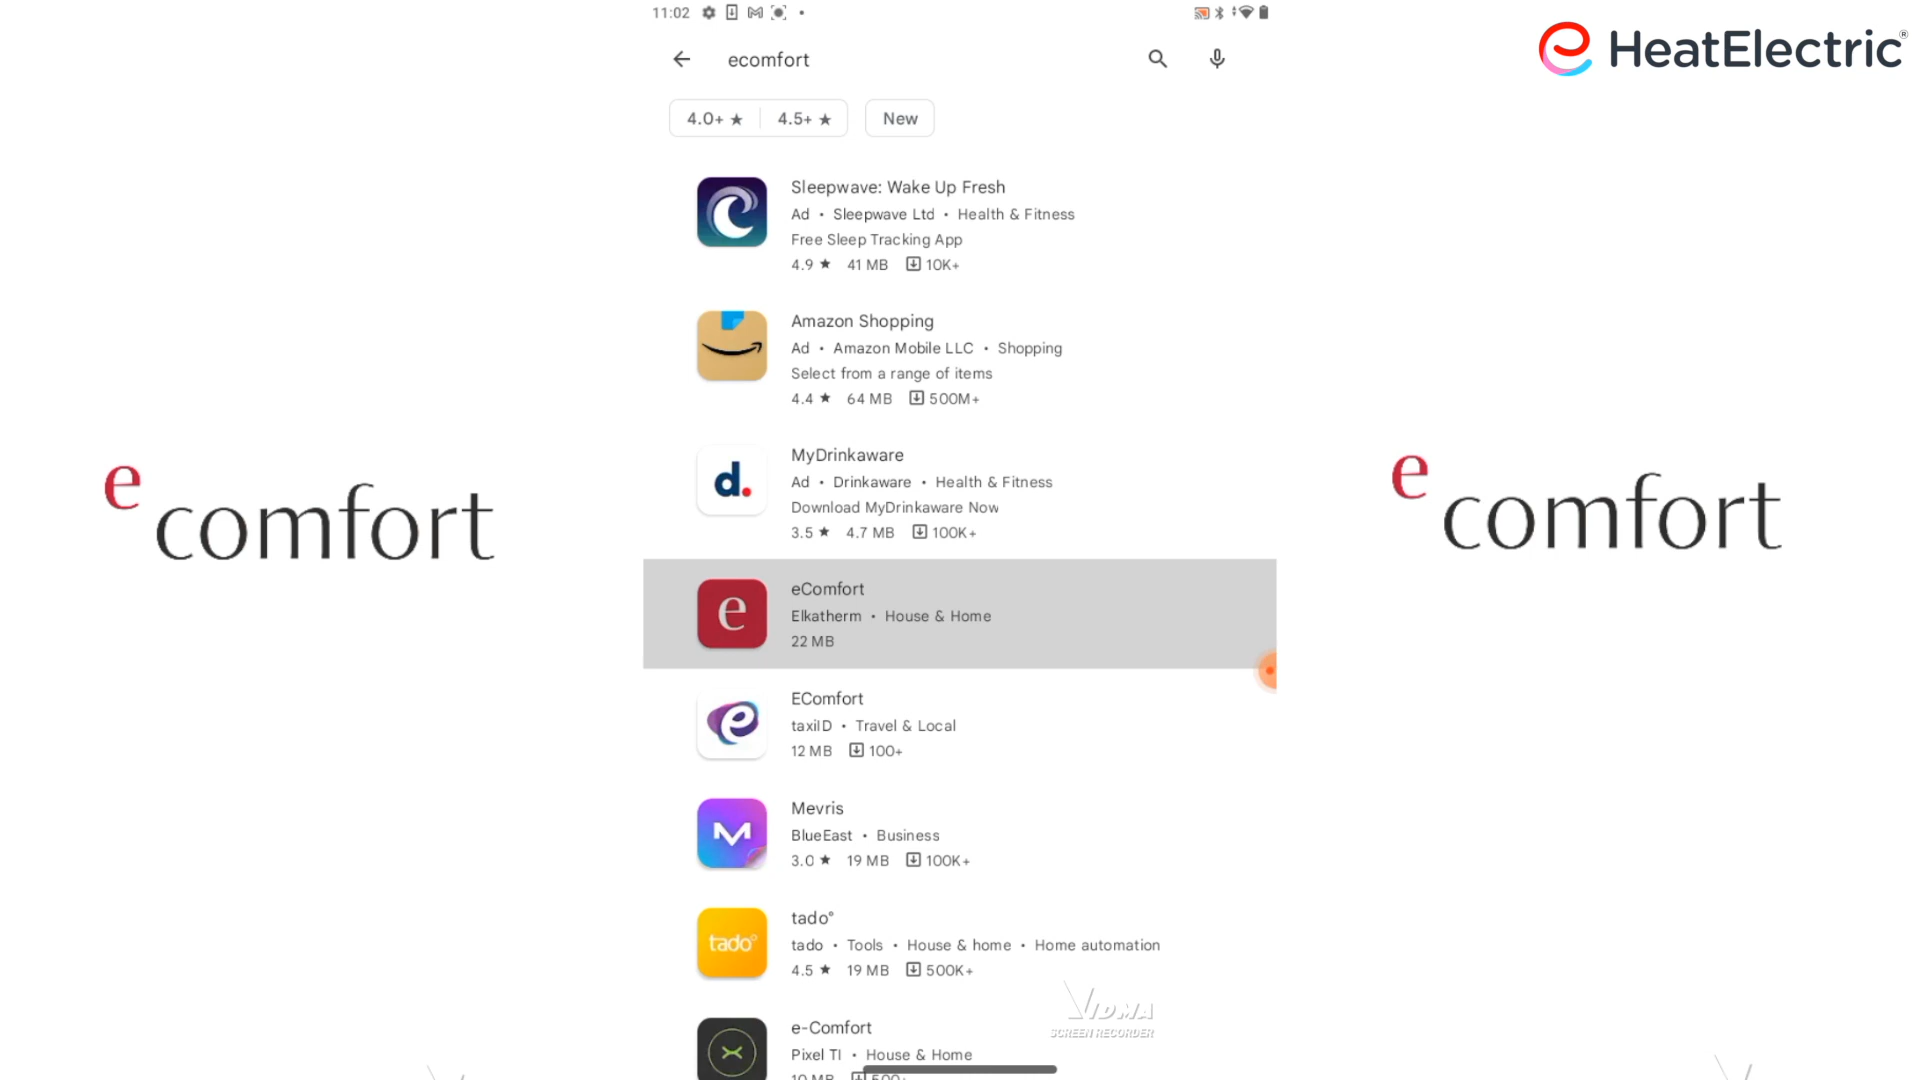 11:02
HeatElectric®
ecomfort
4.0+ ★ 4.5+ ★ New
Sleepwave: Wake Up Fresh
Ad • Sleepwave Ltd • Health & Fitness
Free Sleep Tracking App
4.9 ★ 41 MB 10K+
Amazon Shopping
Ad • Amazon Mobile LLC • Shopping
Select from a range of items
4.4 ★ 64 MB 500M+
MyDrinkaware
Ad • Drinkaware • Health & Fitness
Download MyDrinkaware Now
3.5 ★ 4.7 MB 100K+
d.
e comfort
e comfort
e
eComfort
Elkatherm • House & Home
22 MB
e
EComfort
taxiID • Travel & Local
12 MB 100+
Mevris
BlueEast • Business
3.0 ★ 19 MB 100K+
tado°
tado°
tado • Tools • House & home • Home automation
4.5 ★ 19 MB 500K+
VIDMA
SCREEN RECORDER
e-Comfort
Pixel TI • House & Home
10 MB 500+